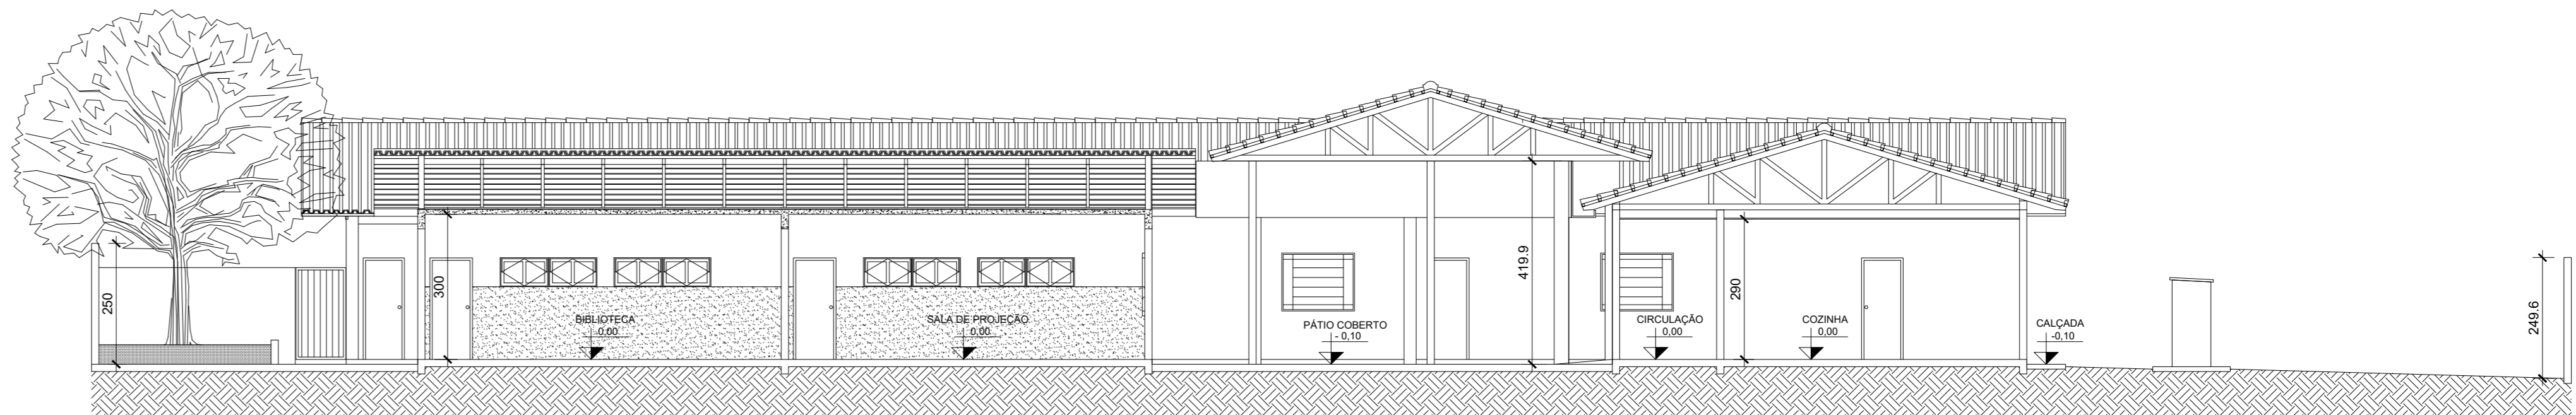 250
300
BIBLIOTECA
0,00
SALA DE PROJEÇÃO
0,00
PÁTIO COBERTO
- 0,10
419.9
CIRCULAÇÃO
0,00
290
COZINHA
0,00
CALÇADA
-0,10
249.6